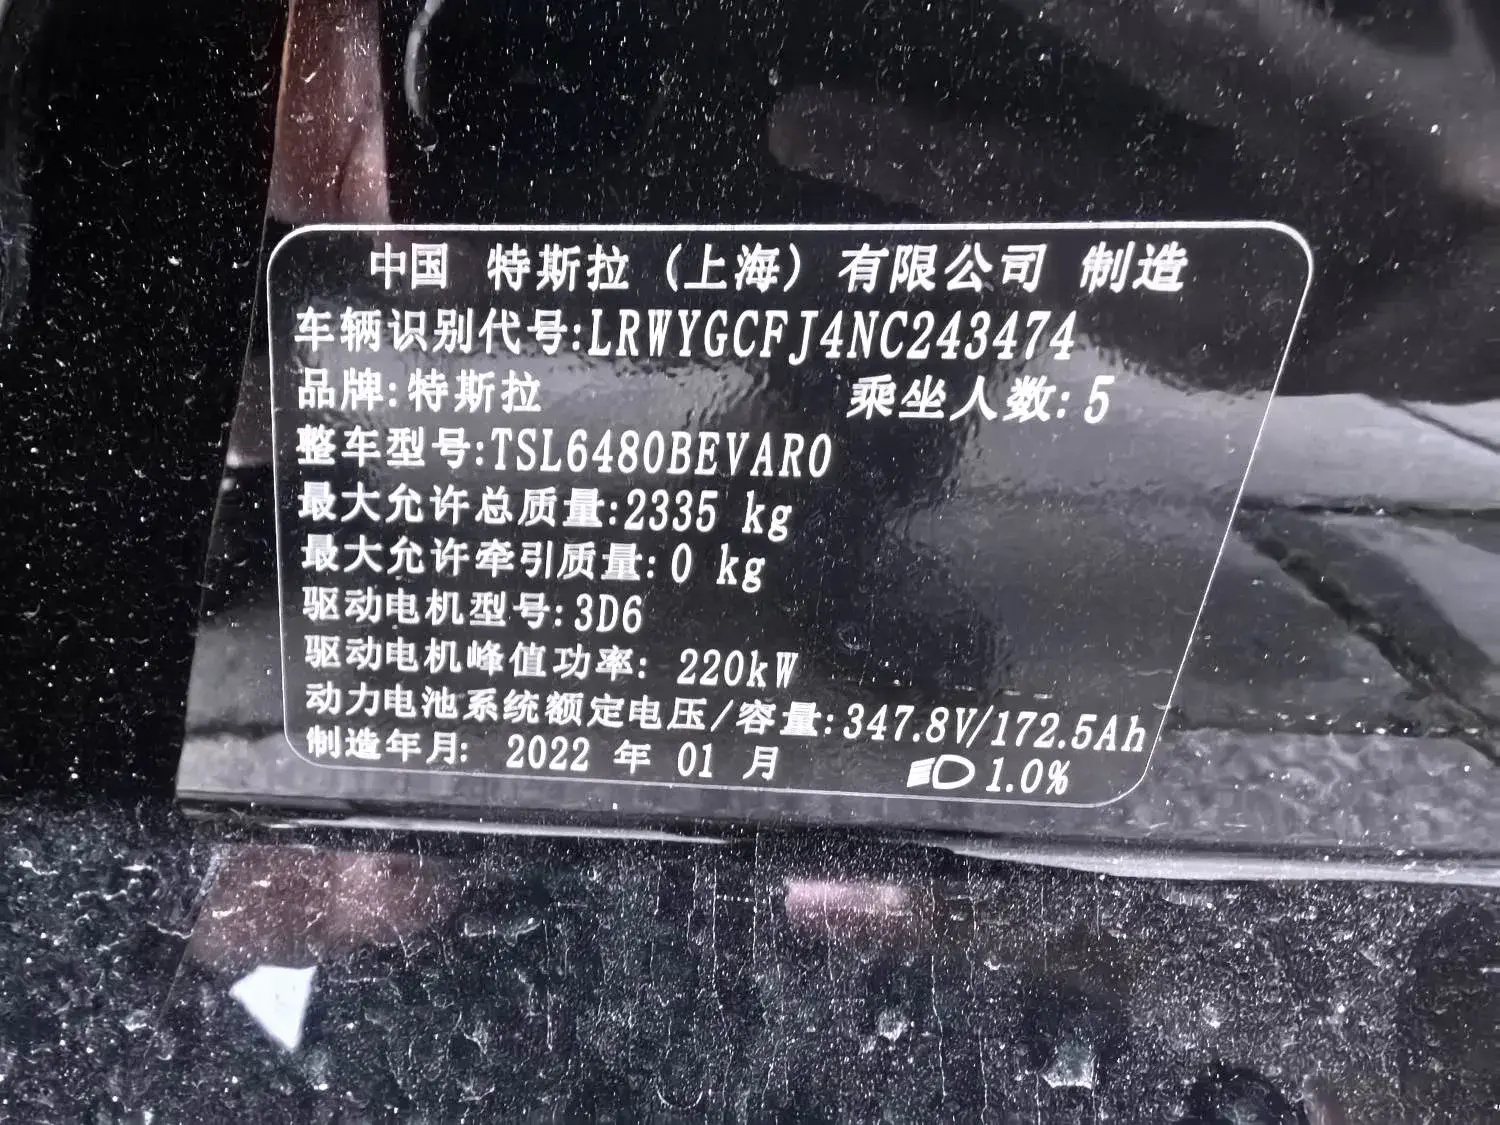 中国 特斯拉（上海）有限公司 制造
车辆识别代号:LRWYGCFJ4NC243474
品牌:特斯拉 乘坐人数:5
整车型号:TSL6480BEVAR0
最大允许总质量:2335 kg
最大允许牵引质量:0 kg
驱动电机型号:3D6
驱动电机峰值功率: 220kW
动力电池系统额定电压/容量:347.8V/172.5Ah
制造年月: 2022 年 01 月 1.0%